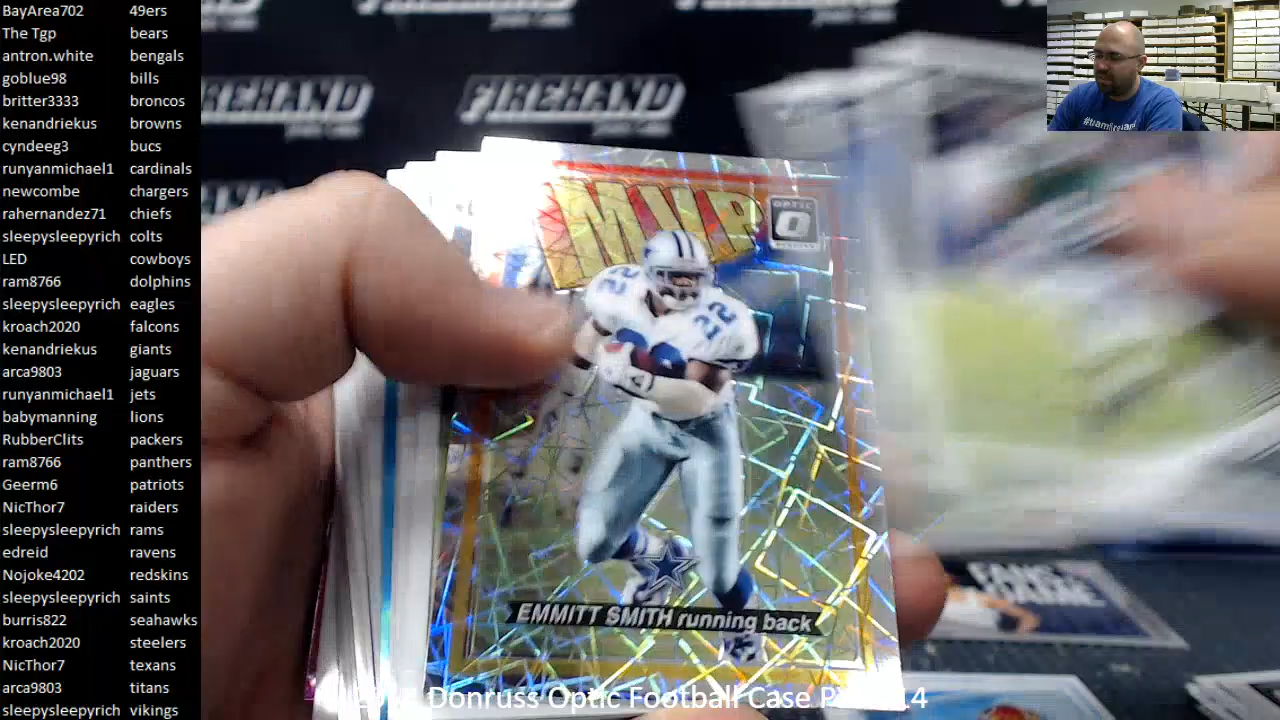 BayArea702 49ers
The Tgp bears
antron.white bengals
goblue98 bills
britter3333 broncos
kenandriekus browns
cyndeeg3 bucs
runyanmichael1 cardinals
newcombe chargers
rahernandez71 chiefs
sleepysleepyrich colts
LED cowboys
ram8766 dolphins
sleepysleepyrich eagles
kroach2020 falcons
kenandriekus giants
arca9803 jaguars
runyanmichael1 jets
babymanning lions
RubberClits packers
ram8766 panthers
Geerm6 patriots
NicThor7 raiders
sleepysleepyrich rams
edreid ravens
Nojoke4202 redskins
sleepysleepyrich saints
burris822 seahawks
kroach2020 steelers
NicThor7 texans
arca9803 titans
sleepysleepyrich vikings
FIREHAND
MVP
OPTIC
22
22
EMMITT SMITH running back
Donruss Optic Football Case
14